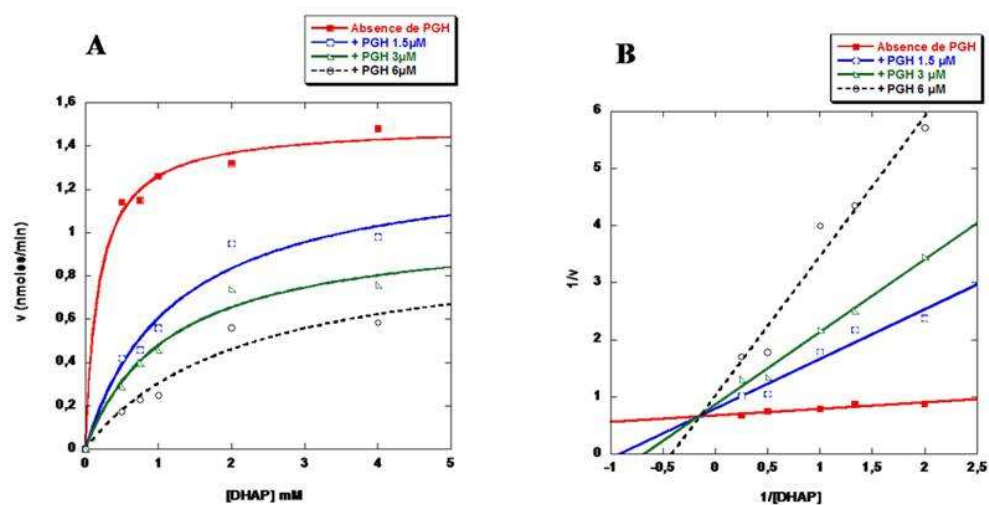 A
Absence de PGH
+ PGH 1.5µM
+ PGH 3µM
+ PGH 6µM
1,6
1,4
1,2
1
0,8
0,6
0,4
0,2
0
v (nmoles/min)
0 1 2 3 4 5
[DHAP] mM
B
Absence de PGH
+ PGH 1.5 µM
+ PGH 3 µM
+ PGH 6 µM
6
5
4
3
2
1
0
1/v
-1 -0,5 0 0,5 1 1,5 2 2,5
1/[DHAP]